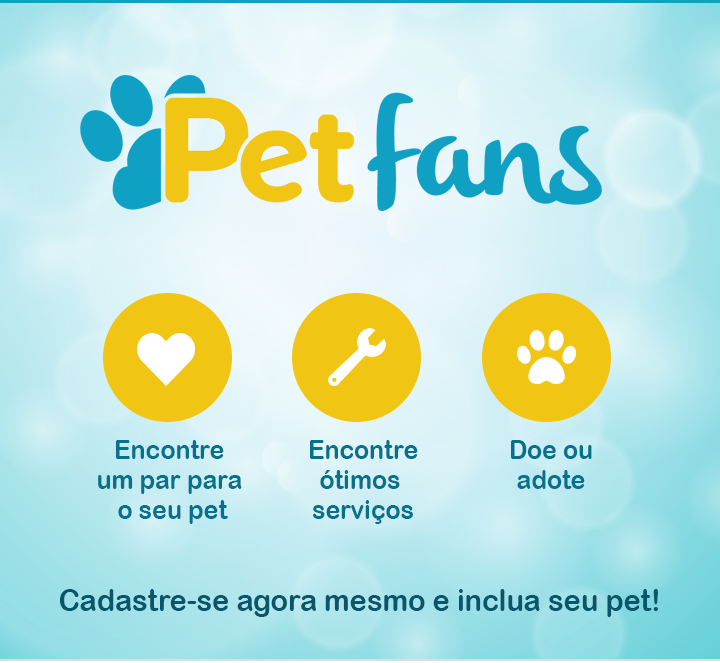 Pet fans
Encontre
um par para
o seu pet
Encontre
ótimos
serviços
Doe ou
adote
Cadastre-se agora mesmo e inclua seu pet!